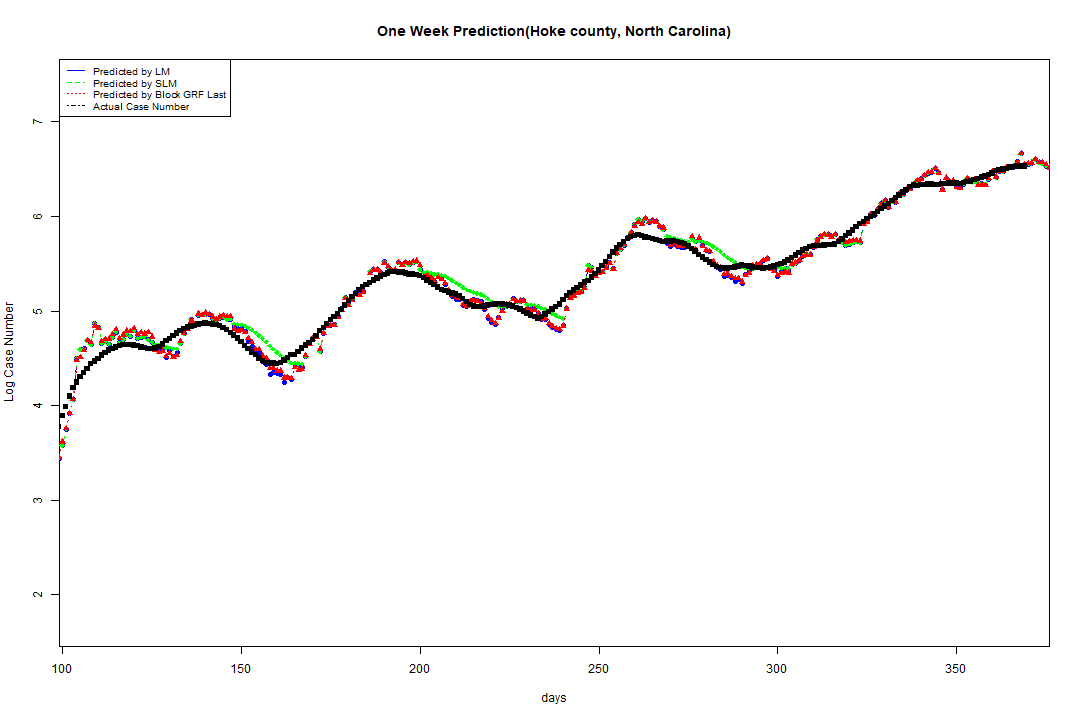 One Week Prediction(Hoke county, North Carolina)
Predicted by LM
Predicted by SLM
Predicted by Block GRF Last
Actual Case Number
7
6
5
4
3
2
Log Case Number
100 150 200 250 300 350
days